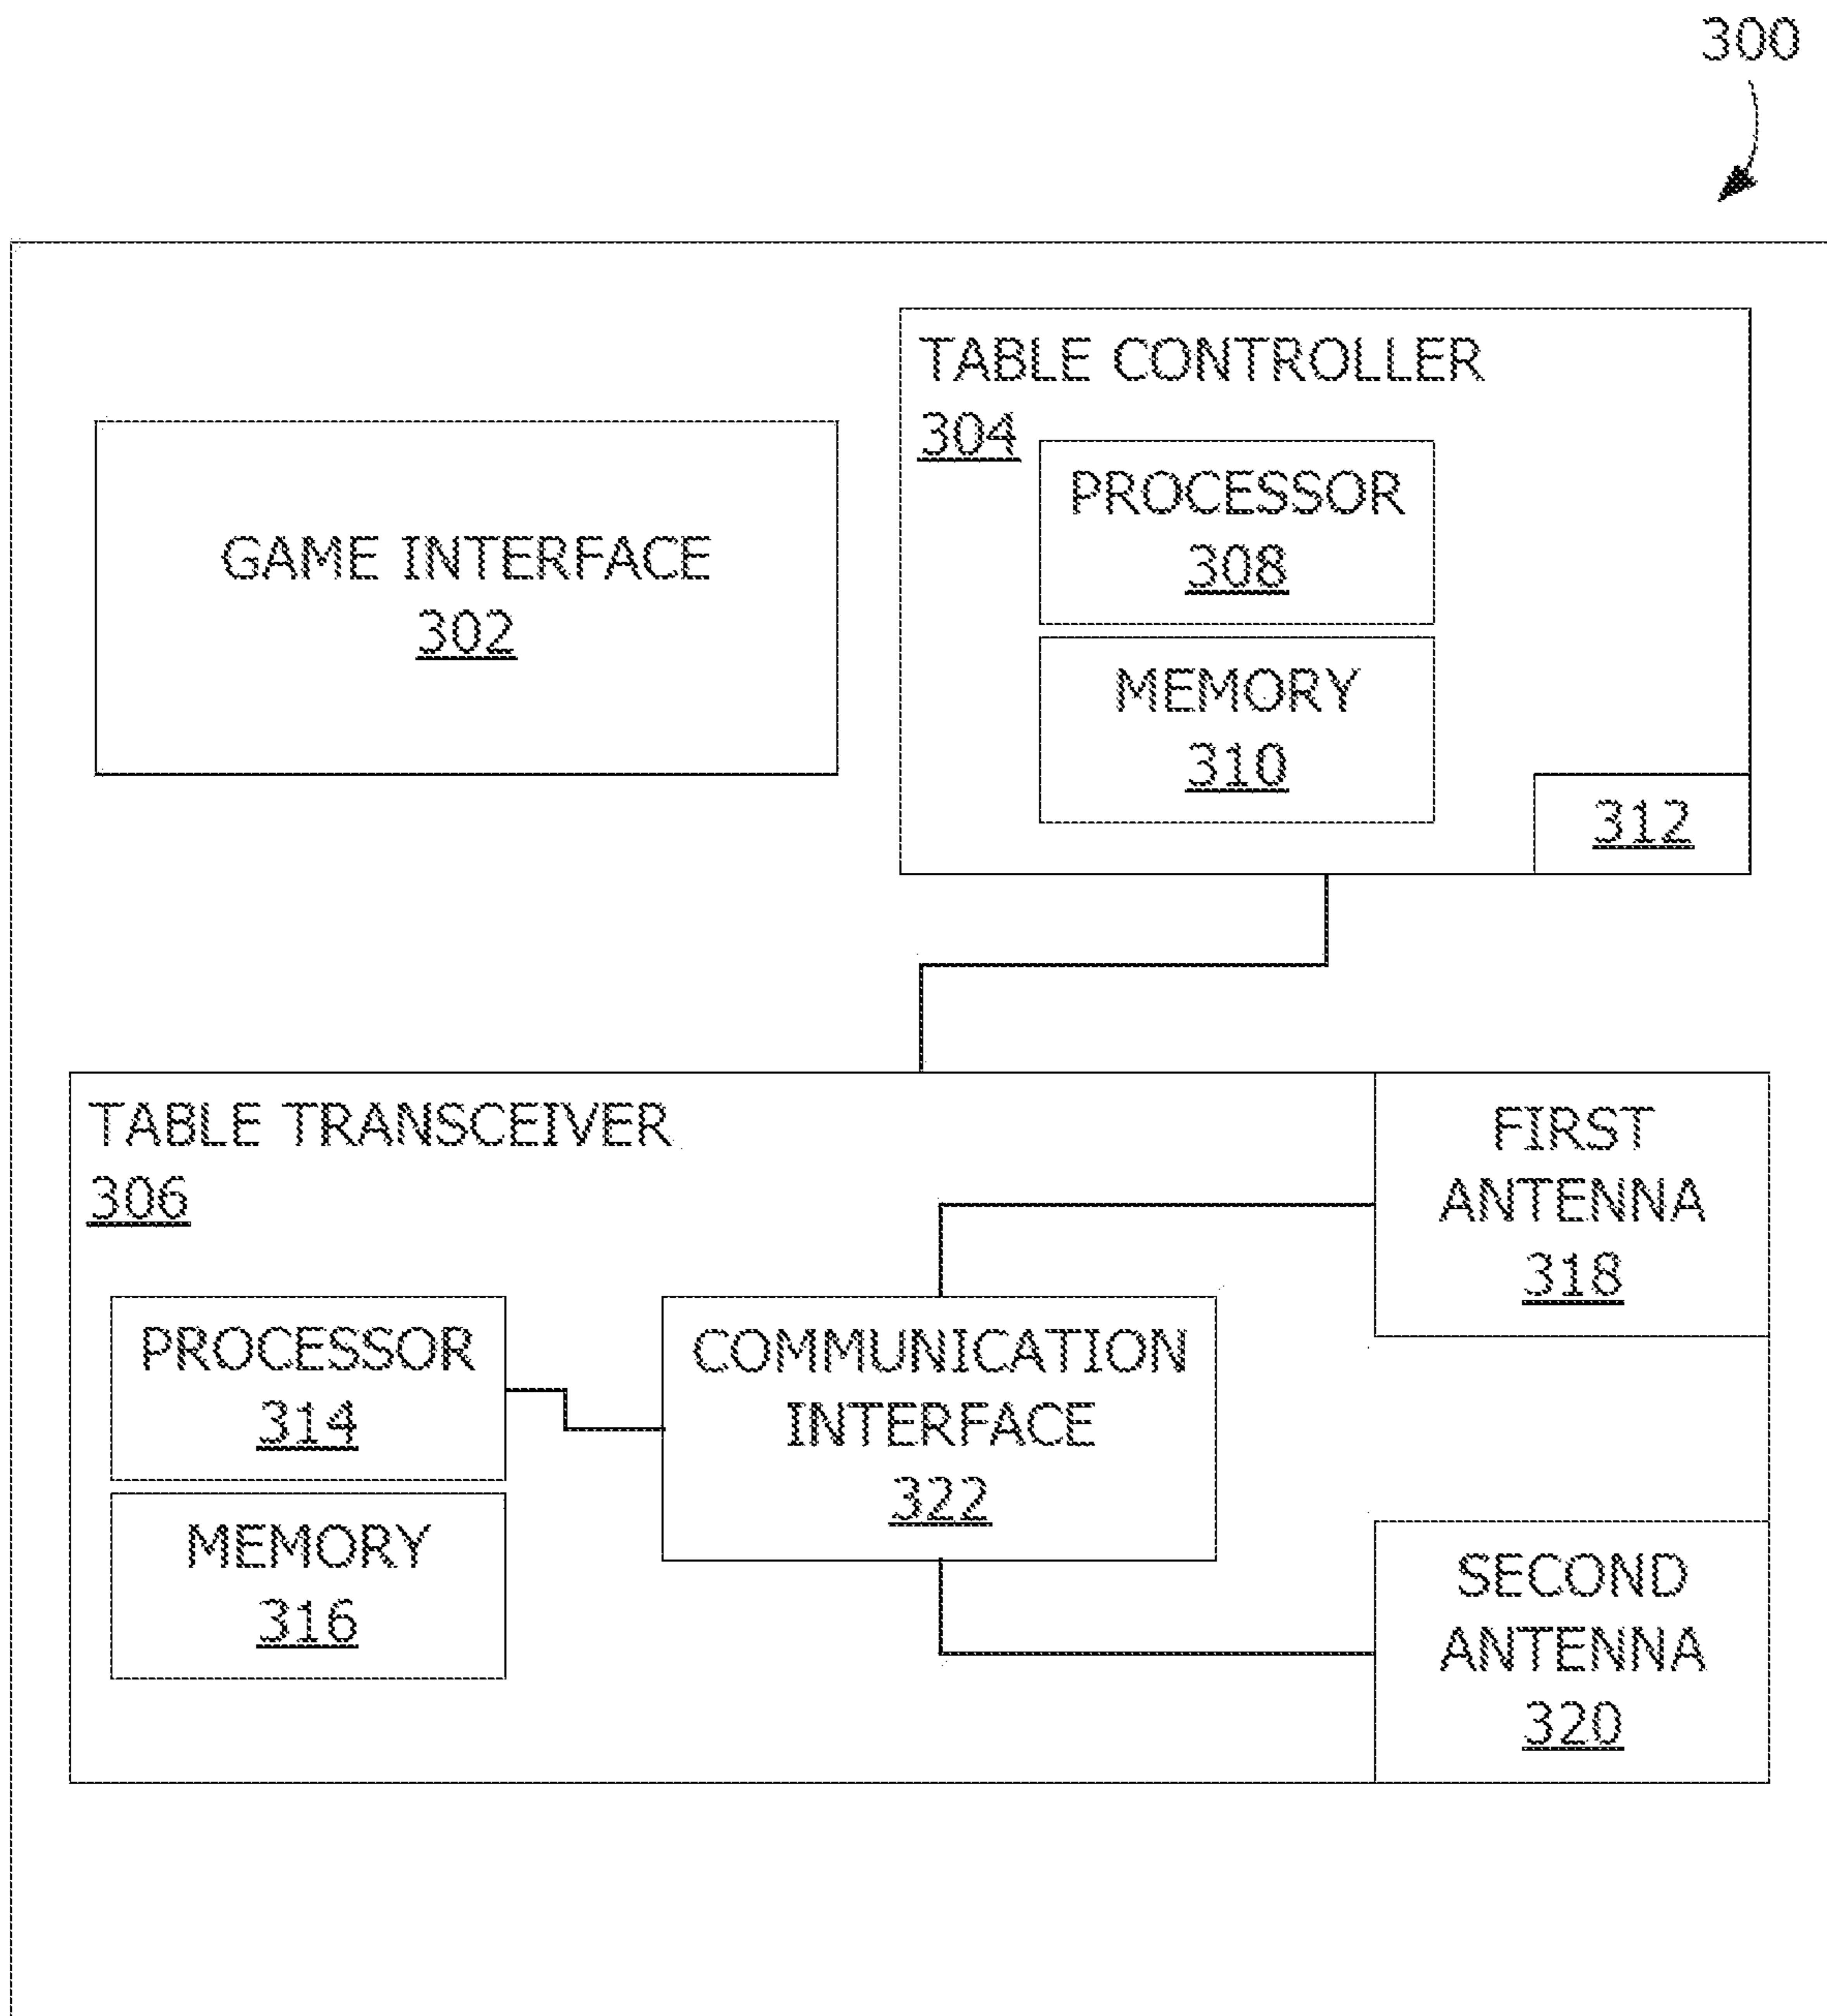 300
TABLE CONTROLLER
304
PROCESSOR
308
MEMORY
310
312
GAME INTERFACE
302
TABLE TRANSCEIVER
306
FIRST
ANTENNA
318
PROCESSOR
314
MEMORY
316
COMMUNICATION
INTERFACE
322
SECOND
ANTENNA
320